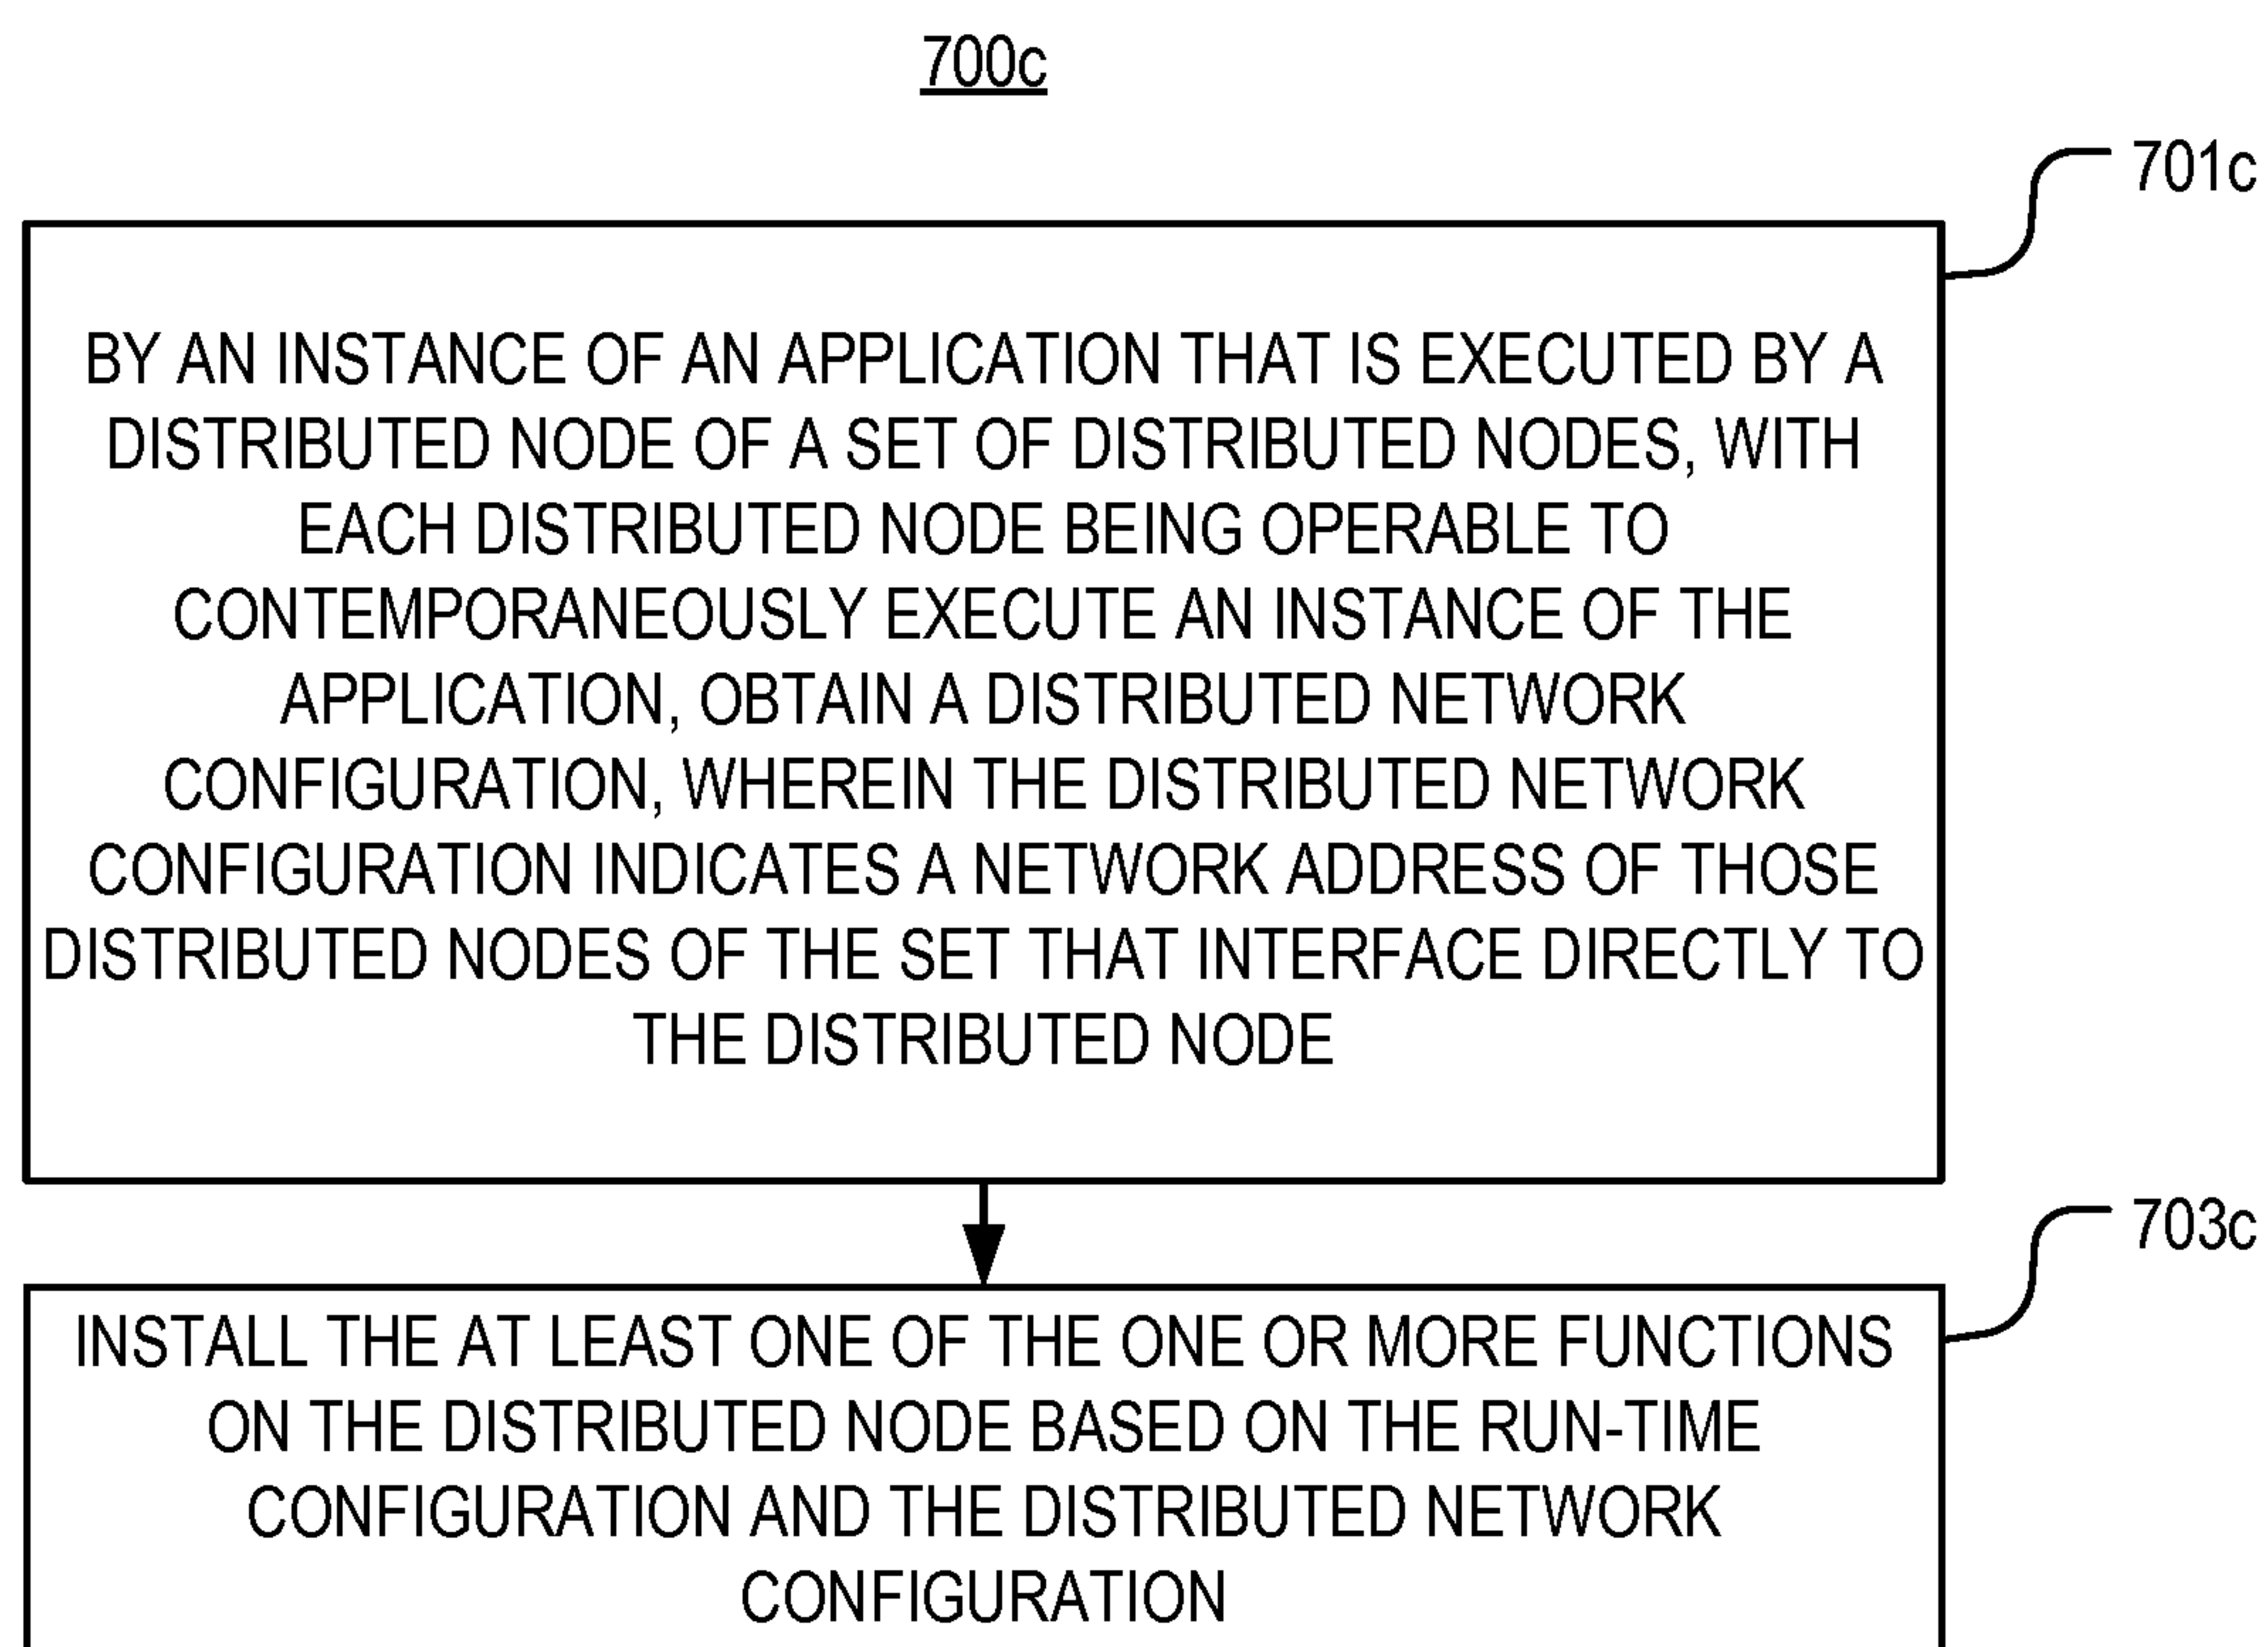 700c
701c
BY AN INSTANCE OF AN APPLICATION THAT IS EXECUTED BY A
DISTRIBUTED NODE OF A SET OF DISTRIBUTED NODES, WITH
EACH DISTRIBUTED NODE BEING OPERABLE TO
CONTEMPORANEOUSLY EXECUTE AN INSTANCE OF THE
APPLICATION, OBTAIN A DISTRIBUTED NETWORK
CONFIGURATION, WHEREIN THE DISTRIBUTED NETWORK
CONFIGURATION INDICATES A NETWORK ADDRESS OF THOSE
DISTRIBUTED NODES OF THE SET THAT INTERFACE DIRECTLY TO
THE DISTRIBUTED NODE
703c
INSTALL THE AT LEAST ONE OF THE ONE OR MORE FUNCTIONS
ON THE DISTRIBUTED NODE BASED ON THE RUN-TIME
CONFIGURATION AND THE DISTRIBUTED NETWORK
CONFIGURATION